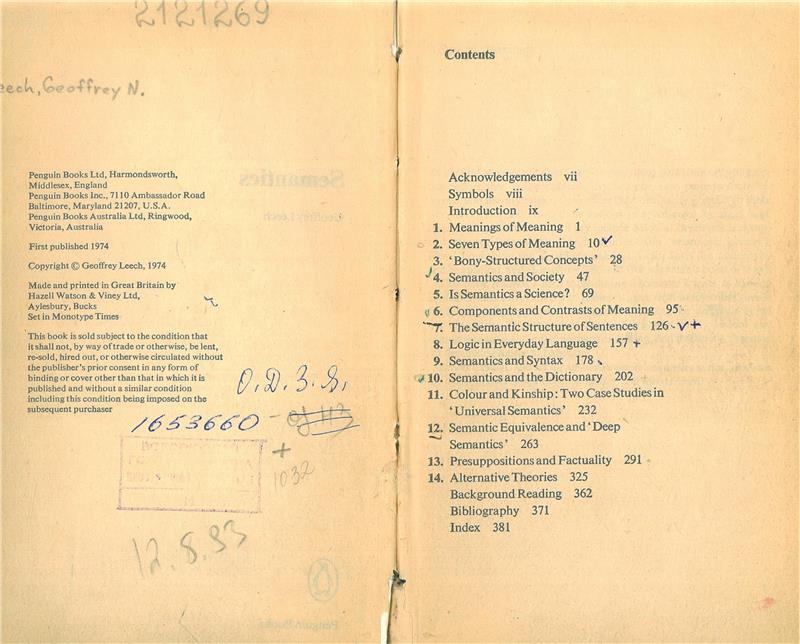 2121269
eech, Geoffrey N.
Penguin Books Ltd, Harmondsworth,
Middlesex, England
Penguin Books Inc., 7110 Ambassador Road
Baltimore, Maryland 21207, U.S.A.
Penguin Books Australia Ltd, Ringwood,
Victoria, Australia
First published 1974
Copyright © Geoffrey Leech, 1974
Made and printed in Great Britain by
Hazell Watson & Viney Ltd,
Aylesbury, Bucks
Set in Monotype Times
This book is sold subject to the condition that
it shall not, by way of trade or otherwise, be lent,
re-sold, hired out, or otherwise circulated without
the publisher's prior consent in any form of
binding or cover other than that in which it is
published and without a similar condition
including this condition being imposed on the
subsequent purchaser
1653660
+
1032
12.8.93
Contents
Acknowledgements vii
Symbols viii
Introduction ix
1. Meanings of Meaning 1
2. Seven Types of Meaning 10
3. 'Bony-Structured Concepts' 28
4. Semantics and Society 47
5. Is Semantics a Science? 69
6. Components and Contrasts of Meaning 95
7. The Semantic Structure of Sentences 126 +
8. Logic in Everyday Language 157 +
9. Semantics and Syntax 178
10. Semantics and the Dictionary 202
11. Colour and Kinship: Two Case Studies in
'Universal Semantics' 232
12. Semantic Equivalence and 'Deep
Semantics' 263
13. Presuppositions and Factuality 291
14. Alternative Theories 325
Background Reading 362
Bibliography 371
Index 381